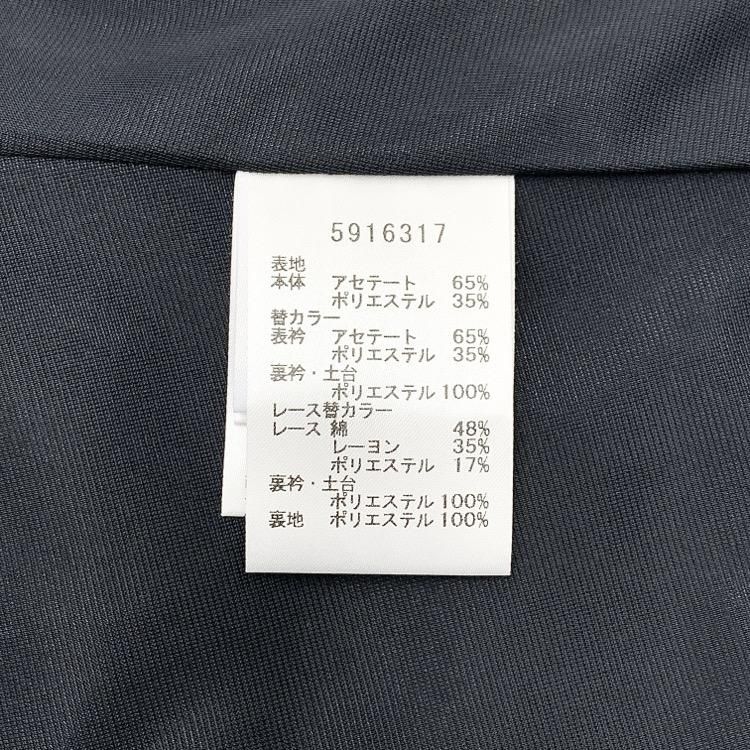 5916317
表地
本体 アセテート 65%
ポリエステル 35%
替カラー
表衿 アセテート 65%
ポリエステル 35%
裏衿・土台
ポリエステル 100%
レース替カラー
レース 綿 48%
レーヨン 35%
ポリエステル 17%
裏衿・土台
ポリエステル 100%
裏地 ポリエステル 100%